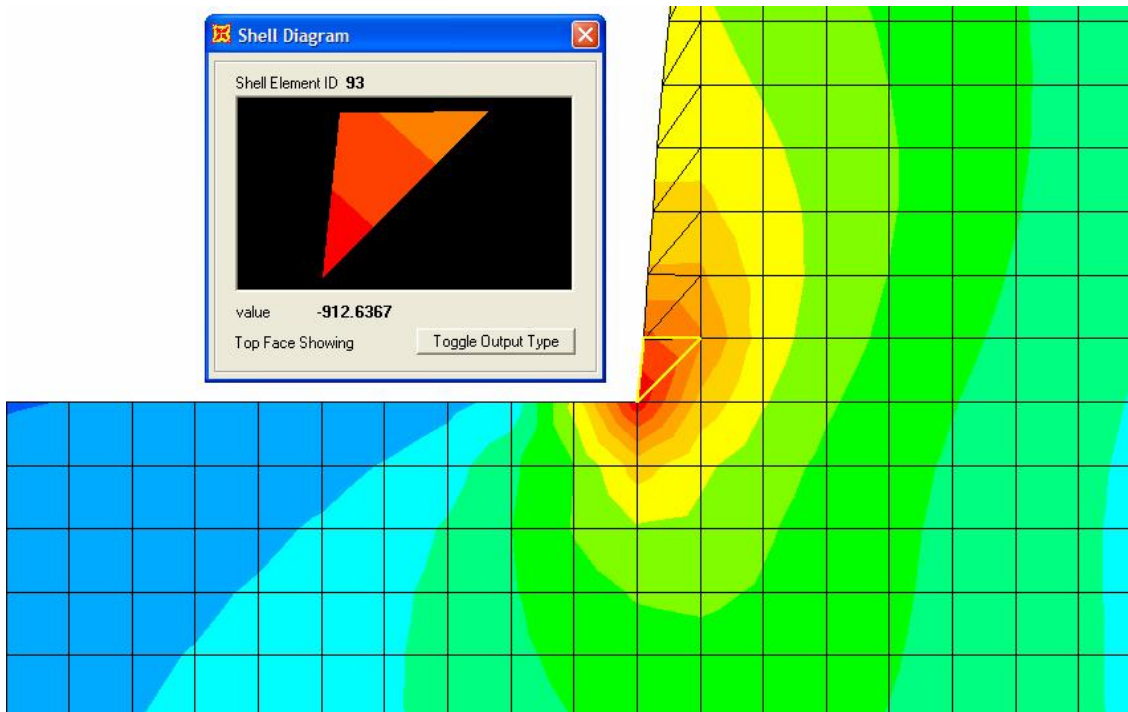 Shell Diagram
Shell Element ID 93
value -912.6367
Top Face Showing
Toggle Output Type